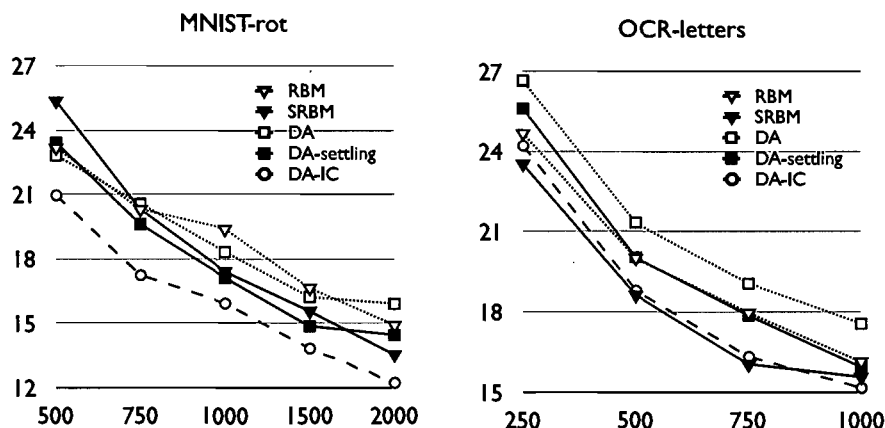 MNIST-rot
27
24
21
18
15
12
500 750 1000 1500 2000
RBM
SRBM
DA
DA-settling
DA-IC
OCR-letters
27
24
21
18
15
250 500 750 1000
RBM
SRBM
DA
DA-settling
DA-IC